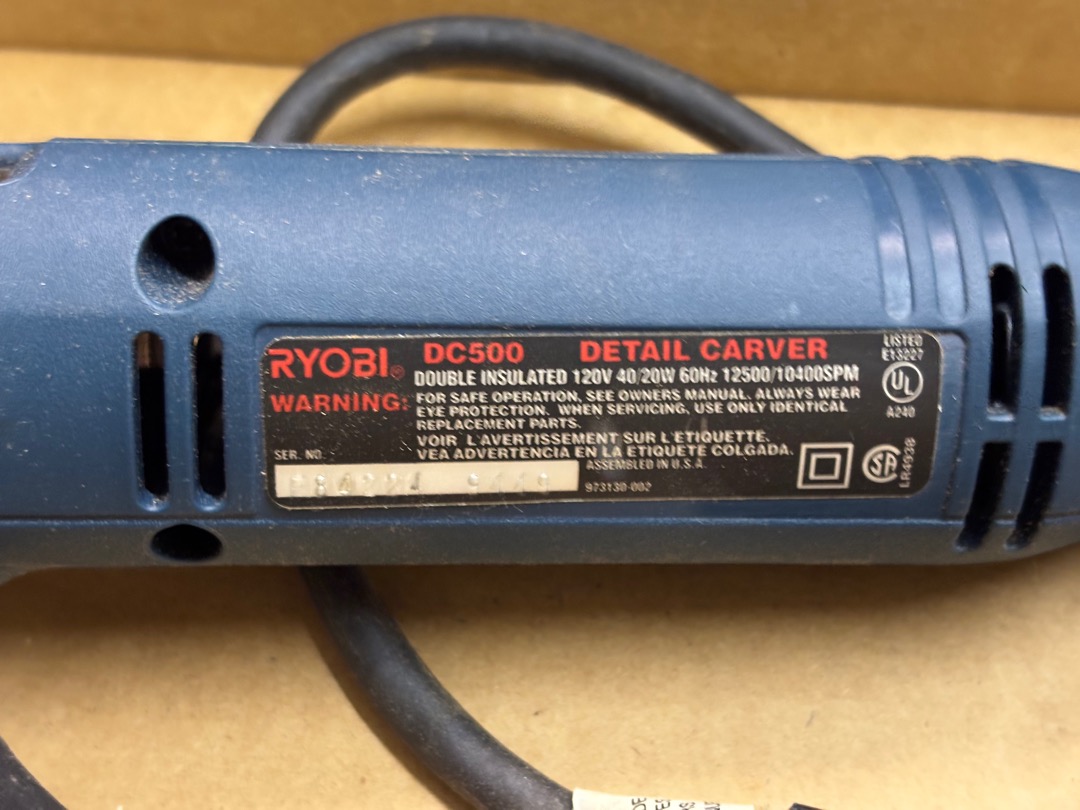 RYOBI® DC500 DETAIL CARVER
DOUBLE INSULATED 120V 40/20W 60Hz 12500/10400SPM
WARNING: FOR SAFE OPERATION, SEE OWNERS MANUAL. ALWAYS WEAR
EYE PROTECTION. WHEN SERVICING, USE ONLY IDENTICAL
REPLACEMENT PARTS.
VOIR L'AVERTISSEMENT SUR L'ETIQUETTE.
VEA ADVERTENCIA EN LA ETIQUETE COLGADA.
SER. NO.
ASSEMBLED IN U.S.A.
973130-002
LISTED
E13227
UL
A240
SA
LR4938